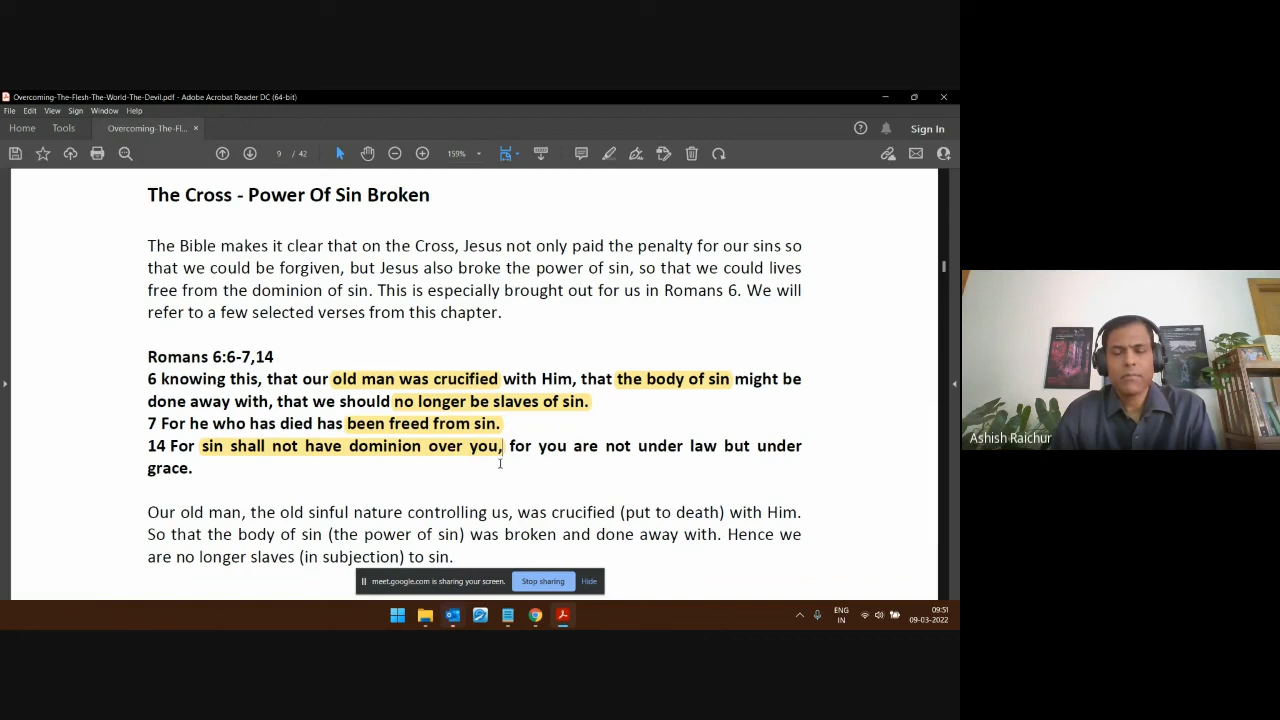 Overcoming-The-Flesh-The-World-The-Devil.pdf - Adobe Acrobat Reader DC (64-bit)
File Edit View Sign Window Help
Home Tools Overcoming-The-Fl... × Sign In
9 / 42 159%
The Cross - Power Of Sin Broken
The Bible makes it clear that on the Cross, Jesus not only paid the penalty for our sins so
that we could be forgiven, but Jesus also broke the power of sin, so that we could lives
free from the dominion of sin. This is especially brought out for us in Romans 6. We will
refer to a few selected verses from this chapter.
Romans 6:6-7,14
6 knowing this, that our old man was crucified with Him, that the body of sin might be
done away with, that we should no longer be slaves of sin.
7 For he who has died has been freed from sin.
14 For sin shall not have dominion over you, for you are not under law but under
grace.
Our old man, the old sinful nature controlling us, was crucified (put to death) with Him.
So that the body of sin (the power of sin) was broken and done away with. Hence we
are no longer slaves (in subjection) to sin.
meet.google.com is sharing your screen. Stop sharing Hide
Ashish Raichur
ENG
IN
09:51
09-03-2022